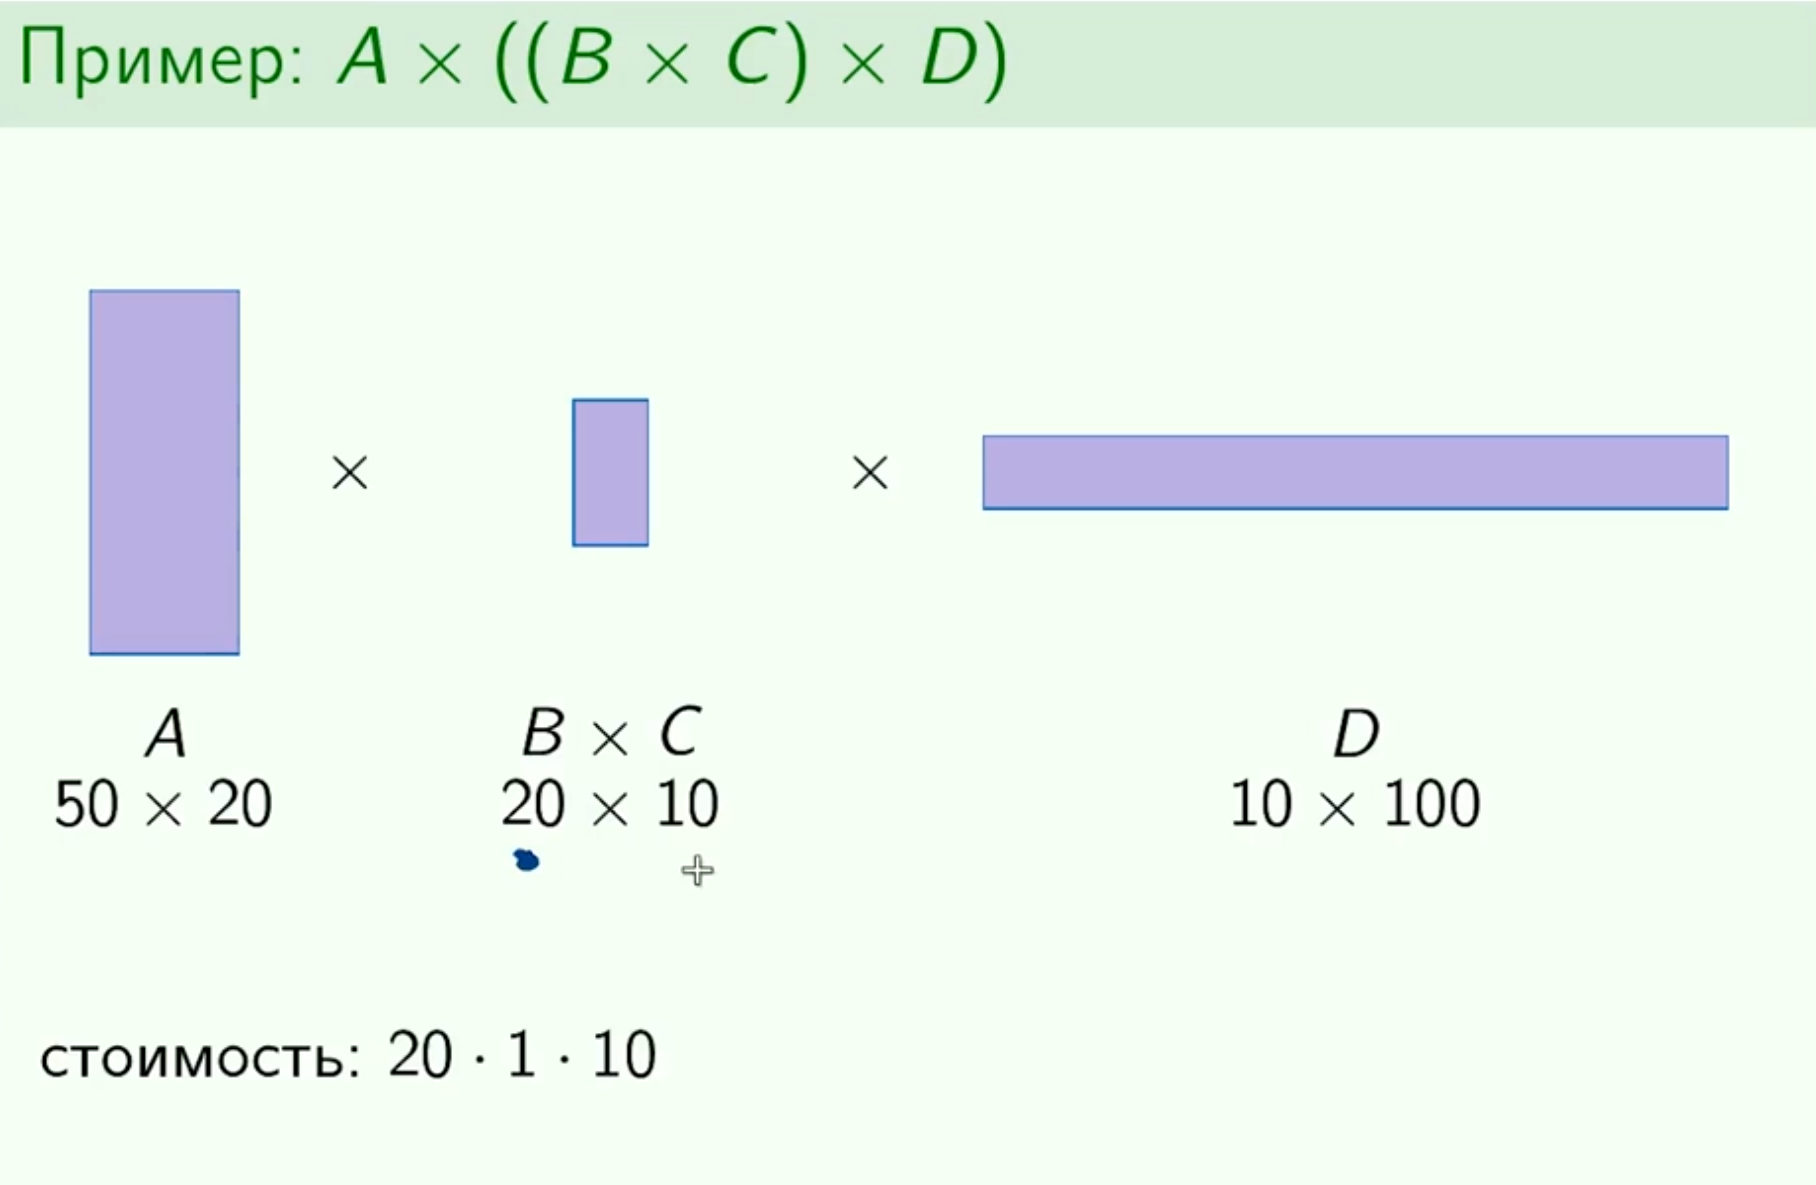 Пример: A × ((B × C) × D)
×
×
A
50 × 20
B × C
20 × 10
D
10 × 100
стоимость: 20 · 1 · 10